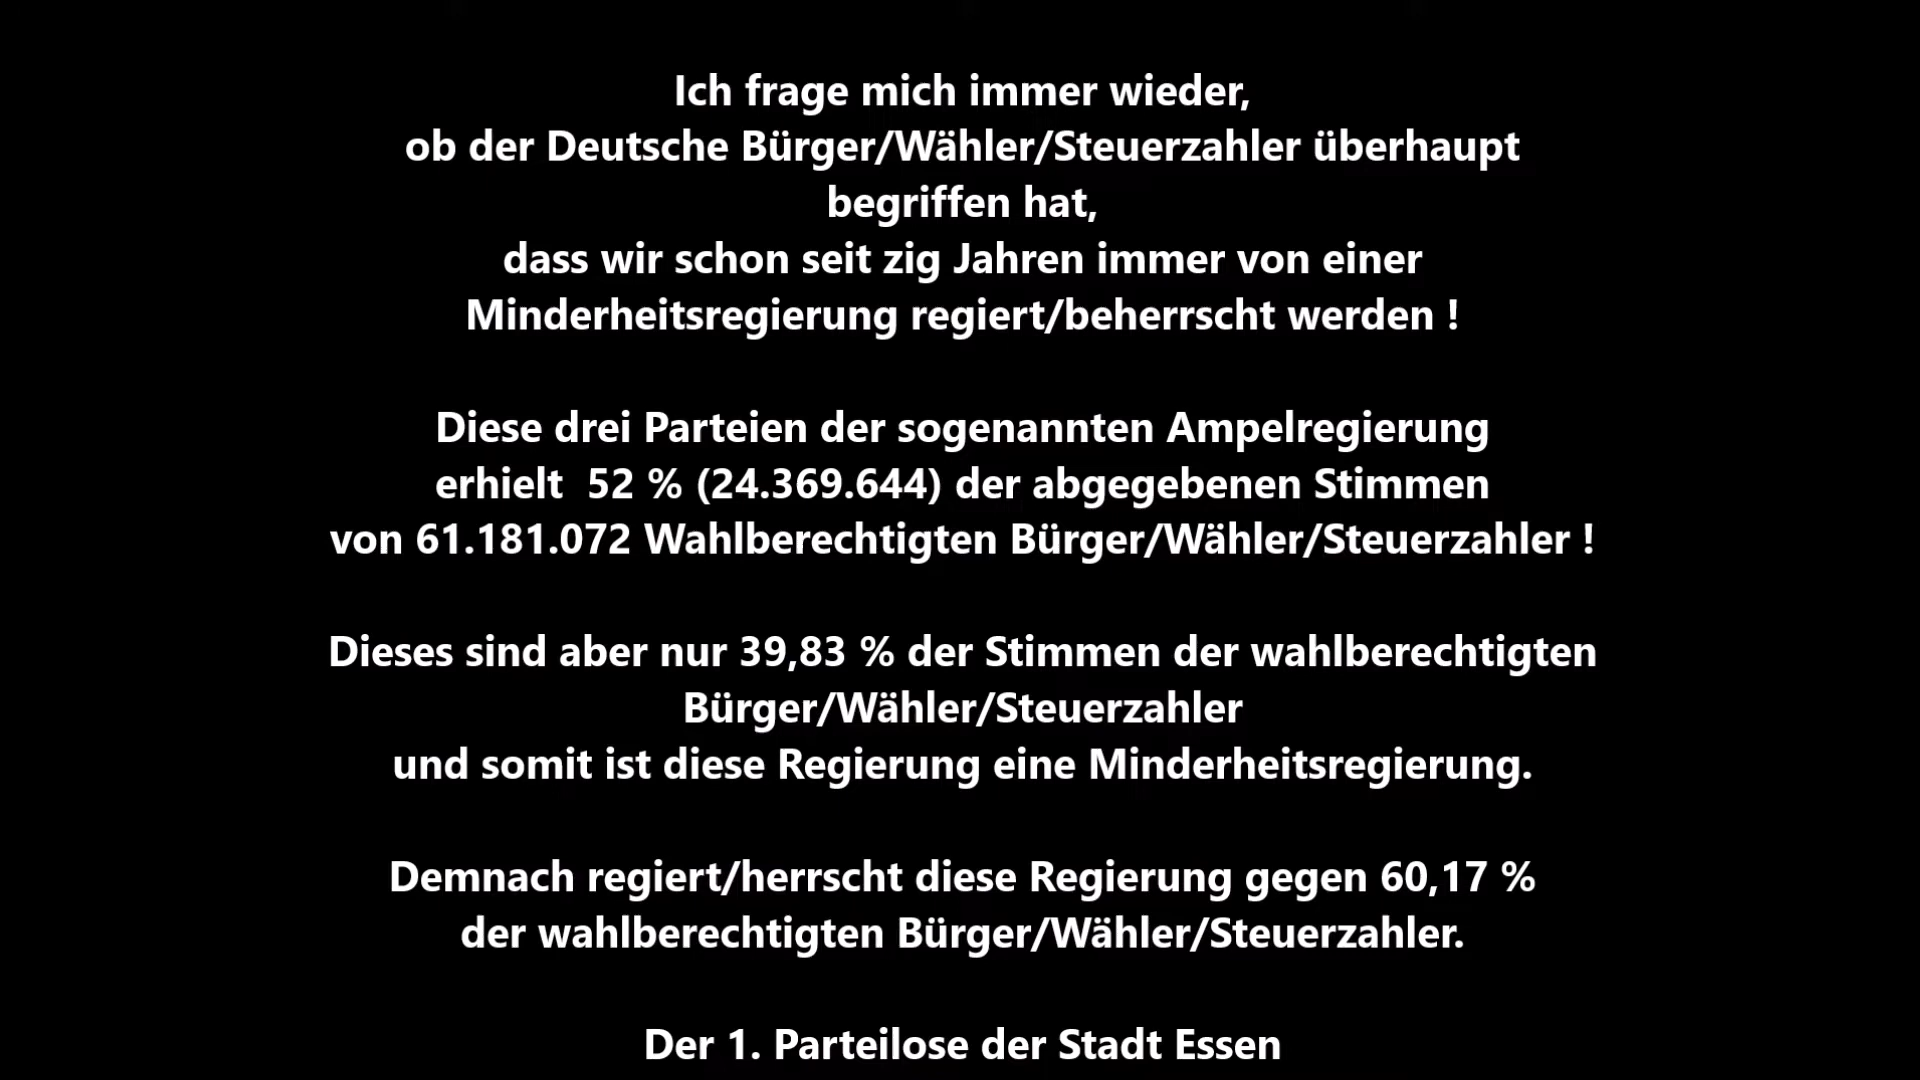 Ich frage mich immer wieder,
ob der Deutsche Bürger/Wähler/Steuerzahler überhaupt
begriffen hat,
dass wir schon seit zig Jahren immer von einer
Minderheitsregierung regiert/beherrscht werden !
Diese drei Parteien der sogenannten Ampelregierung
erhielt  52 % (24.369.644) der abgegebenen Stimmen
von 61.181.072 Wahlberechtigten Bürger/Wähler/Steuerzahler !
Dieses sind aber nur 39,83 % der Stimmen der wahlberechtigten
Bürger/Wähler/Steuerzahler
und somit ist diese Regierung eine Minderheitsregierung.
Demnach regiert/herrscht diese Regierung gegen 60,17 %
der wahlberechtigten Bürger/Wähler/Steuerzahler.
Der 1. Parteilose der Stadt Essen